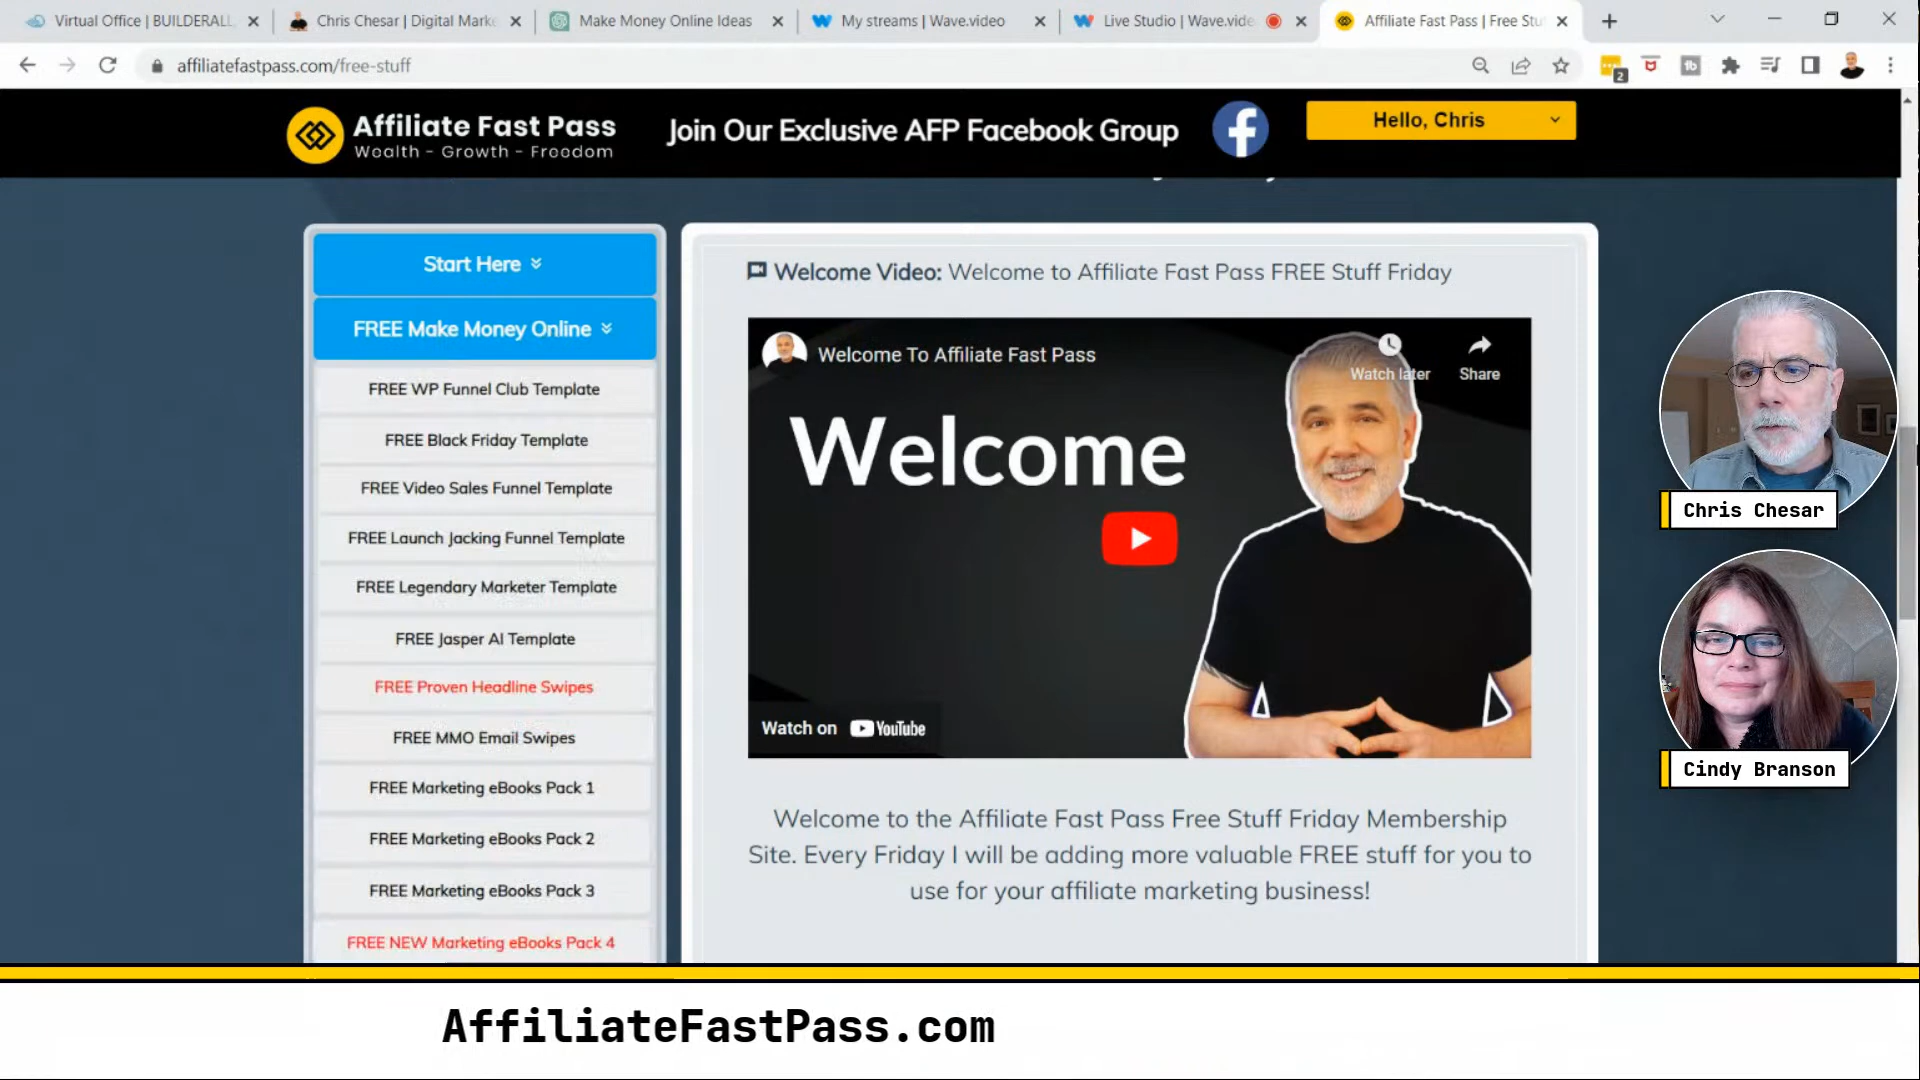 Virtual Office | BUILDERALL
Chris Chesar | Digital Marke
Make Money Online Ideas
My streams | Wave.video
Live Studio | Wave.vide
Affiliate Fast Pass | Free Stu
affiliatefastpass.com/free-stuff
2
Affiliate Fast Pass
Wealth - Growth - Freedom
Join Our Exclusive AFP Facebook Group
Hello, Chris
Start Here
FREE Make Money Online
FREE WP Funnel Club Template
FREE Black Friday Template
FREE Video Sales Funnel Template
FREE Launch Jacking Funnel Template
FREE Legendary Marketer Template
FREE Jasper AI Template
FREE Proven Headline Swipes
FREE MMO Email Swipes
FREE Marketing eBooks Pack 1
FREE Marketing eBooks Pack 2
FREE Marketing eBooks Pack 3
FREE NEW Marketing eBooks Pack 4
Welcome Video: Welcome to Affiliate Fast Pass FREE Stuff Friday
Welcome To Affiliate Fast Pass
Watch later
Share
Welcome
Watch on YouTube
Welcome to the Affiliate Fast Pass Free Stuff Friday Membership
Site. Every Friday I will be adding more valuable FREE stuff for you to
use for your affiliate marketing business!
Chris Chesar
Cindy Branson
AffiliateFastPass.com